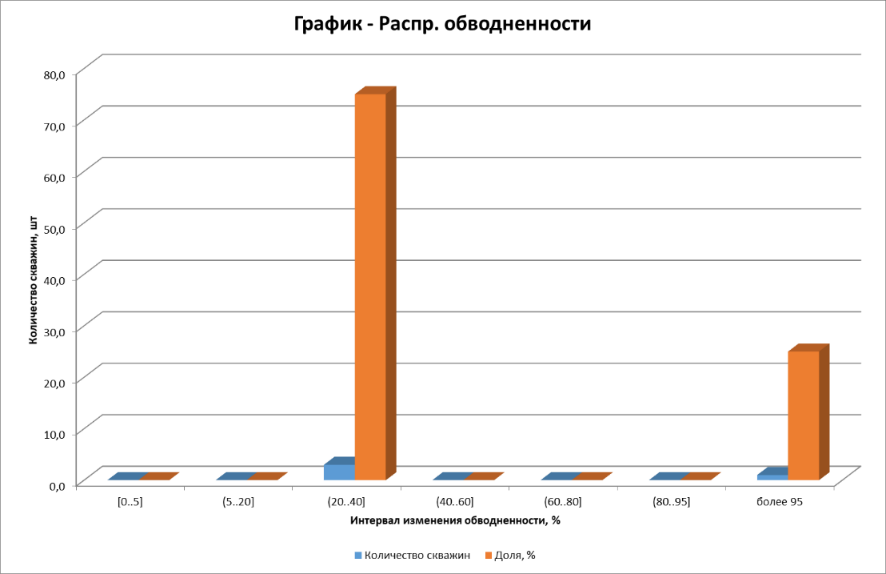 График - Распр. обводненности
Количество скважин, шт
80,0
70,0
60,0
50,0
40,0
30,0
20,0
10,0
0,0
[0..5]
(5..20]
(20..40]
(40..60]
(60..80]
(80..95]
более 95
Интервал изменения обводненности, %
Количество скважин
Доля, %